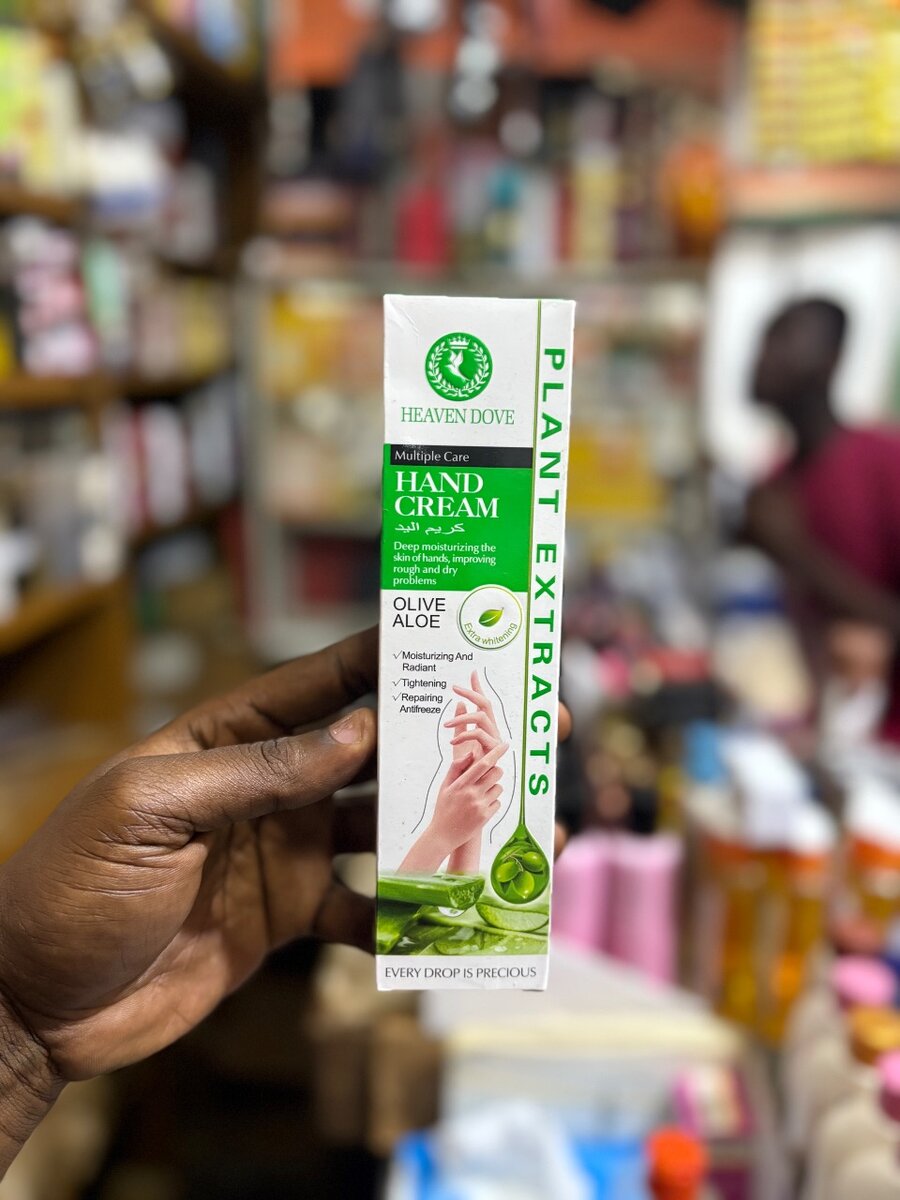 HEAVEN DOVE
Multiple Care
HAND
CREAM
كريم اليد
Deep moisturizing the
skin of hands, improving
rough and dry
problems
OLIVE
ALOE
Extra whitening
✓Moisturizing And
Radiant
✓Tightening
✓Repairing
Antifreeze
EVERY DROP IS PRECIOUS
PLANT EXTRACTS